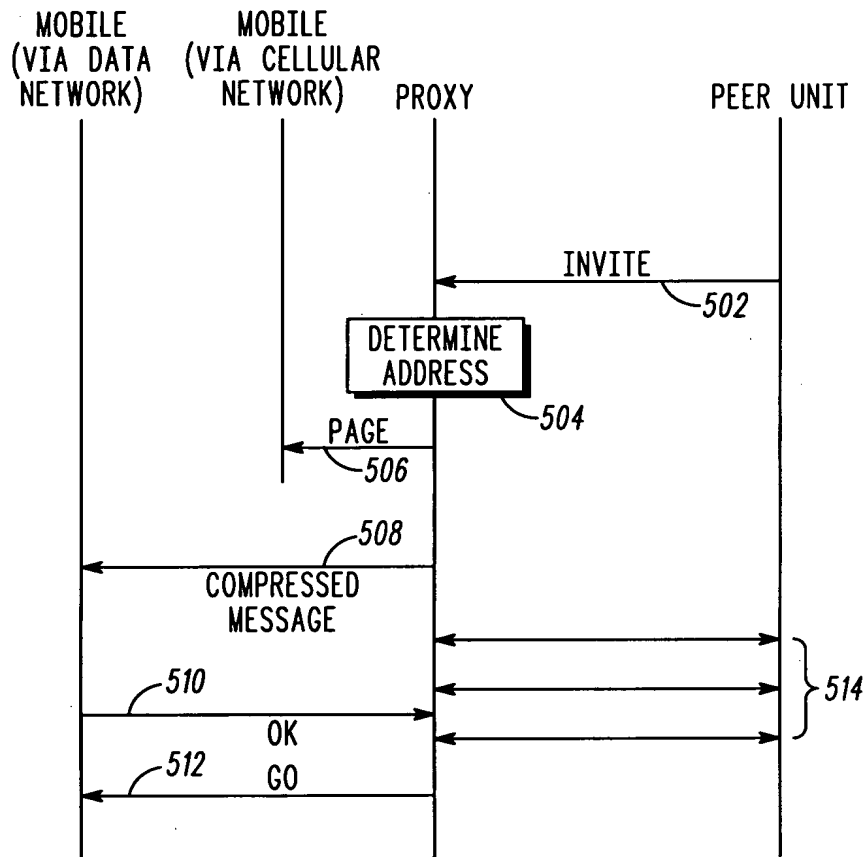 MOBILE
(VIA DATA
NETWORK)
MOBILE
(VIA CELLULAR
NETWORK)
PROXY
PEER UNIT
INVITE
502
DETERMINE
ADDRESS
504
PAGE
506
508
COMPRESSED
MESSAGE
510
OK
514
512
GO